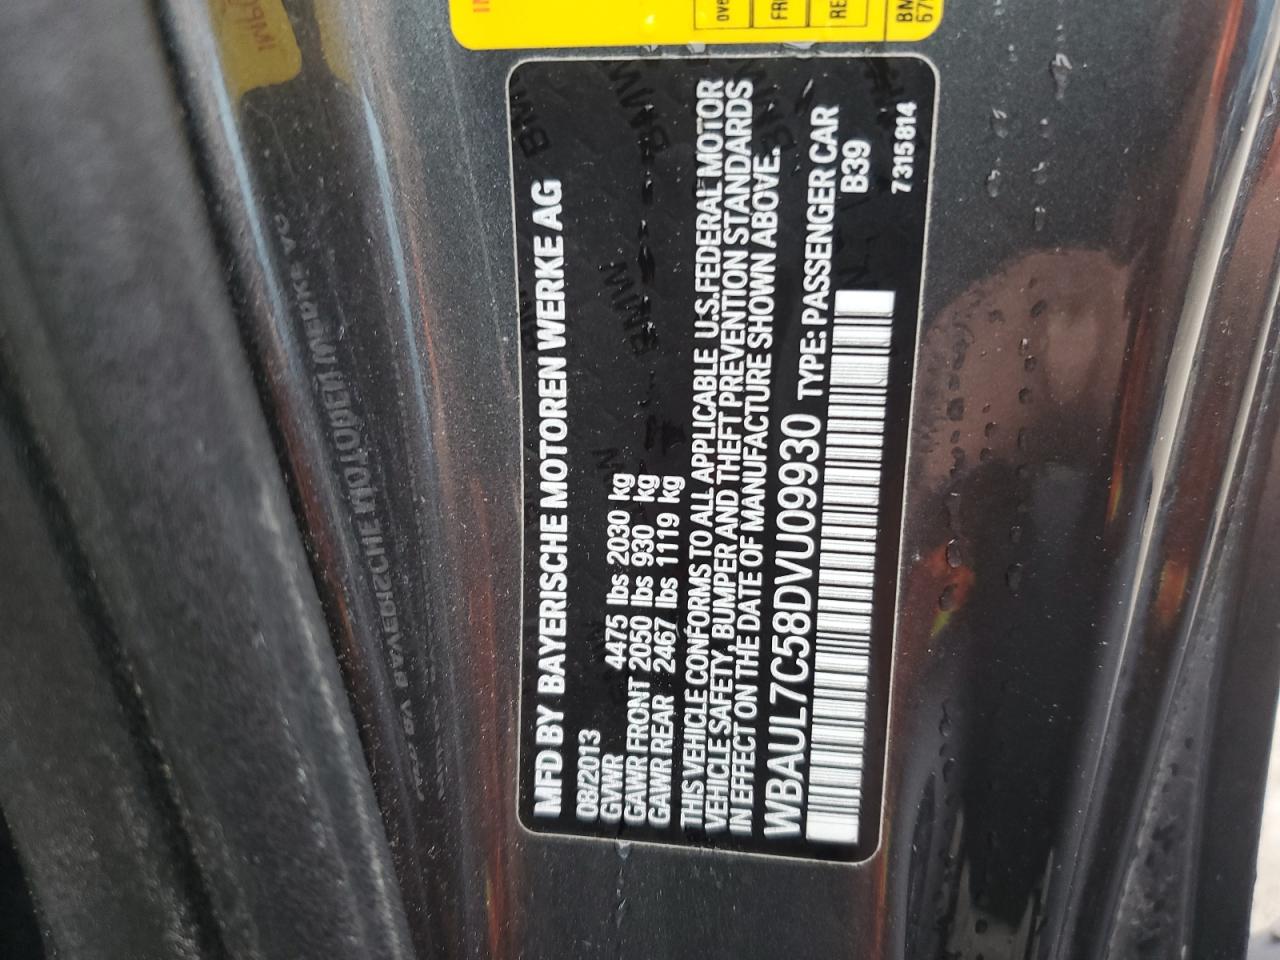 MFD BY BAYERISCHE MOTOREN WERKE AG
08/2013
GVWR 4475 lbs 2030 kg
GAWR FRONT 2050 lbs 930 kg
GAWR REAR 2467 lbs 1119 kg
THIS VEHICLE CONFORMS TO ALL APPLICABLE U.S. FEDERAL MOTOR
VEHICLE SAFETY, BUMPER AND THEFT PREVENTION STANDARDS
IN EFFECT ON THE DATE OF MANUFACTURE SHOWN ABOVE.
WBAUL7C58DVU09930 TYPE: PASSENGER CAR
B39
7315814